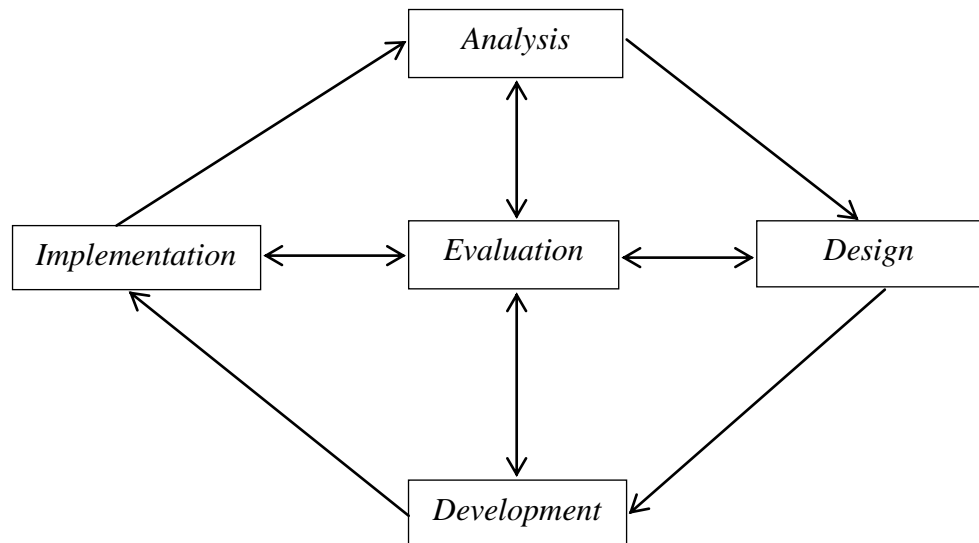 Analysis
Implementation
Evaluation
Design
Development